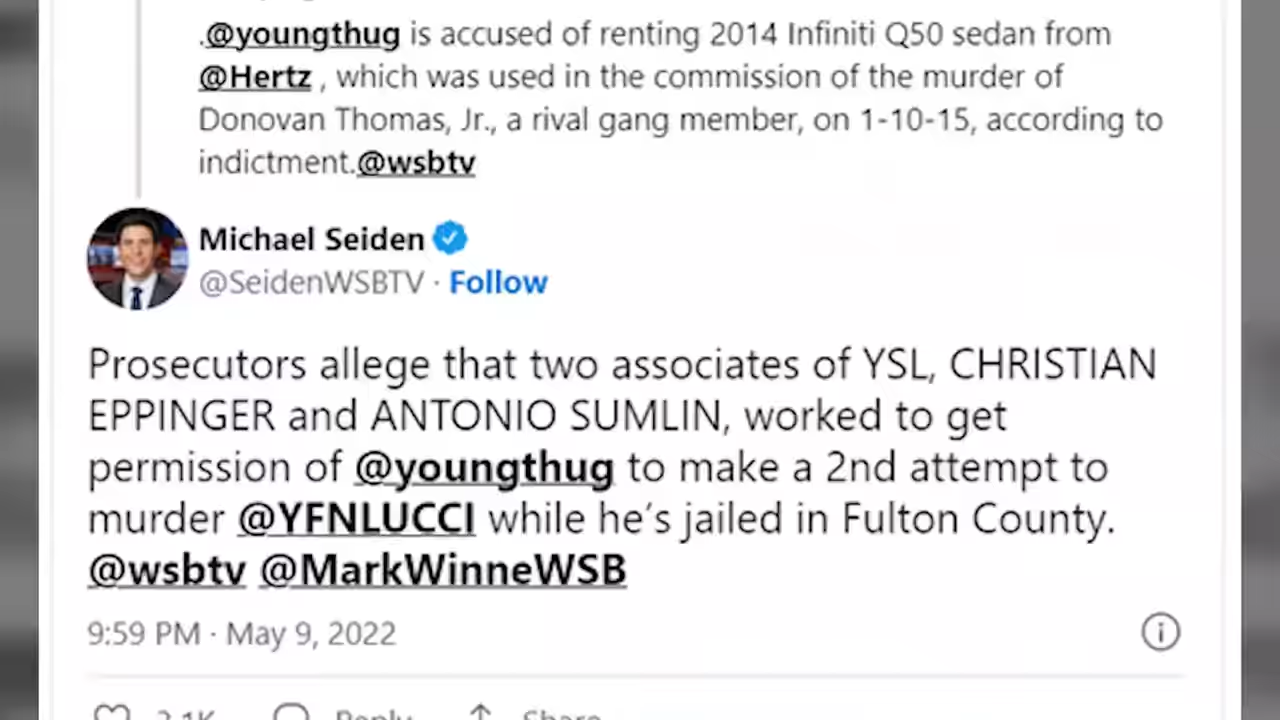 .@youngthug is accused of renting 2014 Infiniti Q50 sedan from
@Hertz , which was used in the commission of the murder of
Donovan Thomas, Jr., a rival gang member, on 1-10-15, according to
indictment.@wsbtv
Michael Seiden
@SeidenWSBTV · Follow
Prosecutors allege that two associates of YSL, CHRISTIAN
EPPINGER and ANTONIO SUMLIN, worked to get
permission of @youngthug to make a 2nd attempt to
murder @YFNLUCCI while he’s jailed in Fulton County.
@wsbtv @MarkWinneWSB
9:59 PM · May 9, 2022
Reply Share